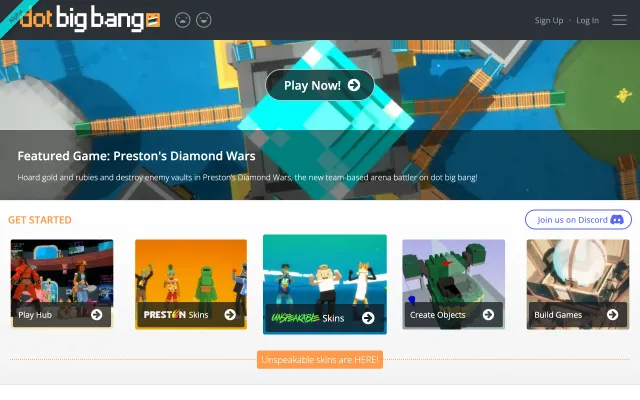 Alpha
dot big bang
Sign Up · Log In
Play Now!
Featured Game: Preston's Diamond Wars
Hoard gold and rubies and destroy enemy vaults in Preston's Diamond Wars, the new team-based arena battler on dot big bang!
GET STARTED
Join us on Discord
Play Hub
PRESTON Skins
UNSPEAKABLE Skins
Create Objects
Build Games
Unspeakable skins are HERE!